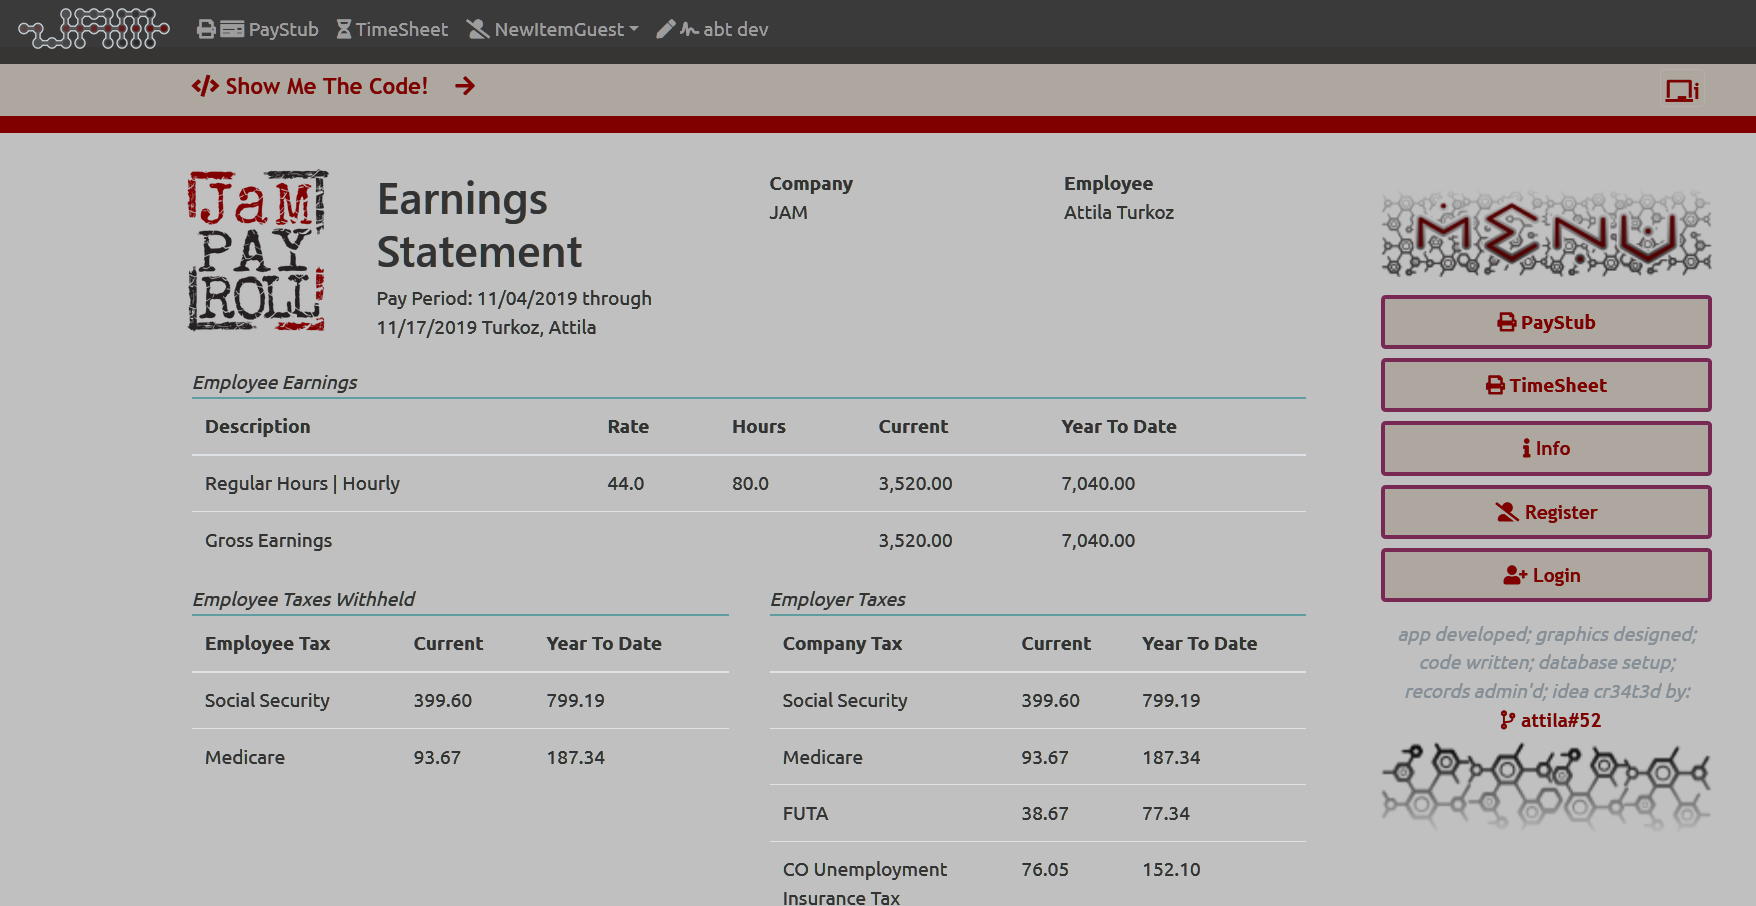 PayStub TimeSheet NewItemGuest abt dev
Show Me The Code!
i
JaM
PAY
ROLL
Earnings
Statement
Pay Period: 11/04/2019 through
11/17/2019 Turkoz, Attila
Company
JAM
Employee
Attila Turkoz
Employee Earnings
Description Rate Hours Current Year To Date
Regular Hours | Hourly 44.0 80.0 3,520.00 7,040.00
Gross Earnings 3,520.00 7,040.00
Employee Taxes Withheld
Employee Tax Current Year To Date
Social Security 399.60 799.19
Medicare 93.67 187.34
Employer Taxes
Company Tax Current Year To Date
Social Security 399.60 799.19
Medicare 93.67 187.34
FUTA 38.67 77.34
CO Unemployment 76.05 152.10
Insurance Tax
MENU
PayStub
TimeSheet
Info
Register
Login
app developed; graphics designed;
code written; database setup;
records admin'd; idea cr34t3d by:
attila#52